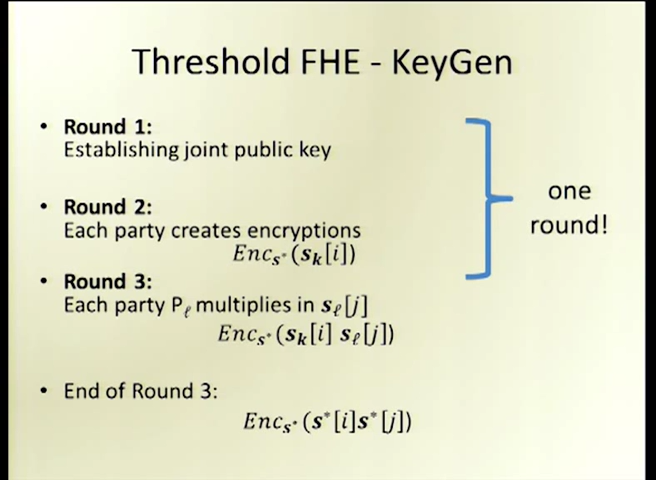 Threshold FHE - KeyGen
• Round 1:
Establishing joint public key
• Round 2:
Each party creates encryptions
Enc_{s*}(s_k[i])
• Round 3:
Each party P_ℓ multiplies in s_ℓ[j]
Enc_{s*}(s_k[i] s_ℓ[j])
• End of Round 3:
Enc_{s*}(s*[i]s*[j])
one
round!